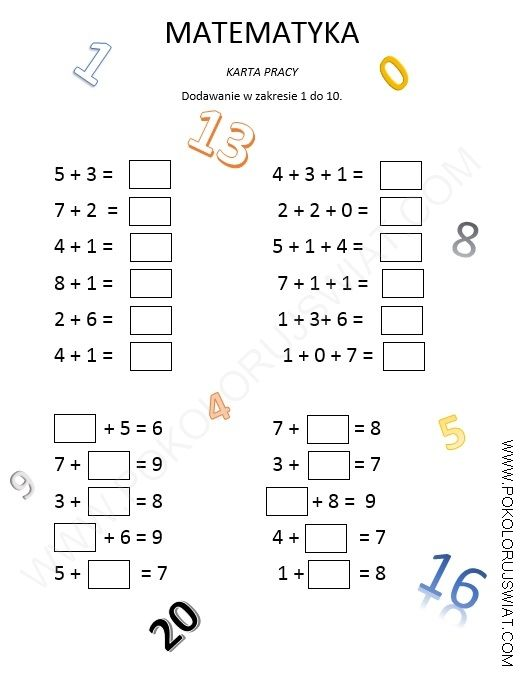 MATEMATYKA
KARTA PRACY
Dodawanie w zakresie 1 do 10.
1
0
13
5 + 3 =
7 + 2 =
4 + 1 =
8 + 1 =
2 + 6 =
4 + 1 =
4 + 3 + 1 =
2 + 2 + 0 =
5 + 1 + 4 =
7 + 1 + 1 =
1 + 3+ 6 =
1 + 0 + 7 =
8
4
5
9
+ 5 = 6
7 + = 9
3 + = 8
+ 6 = 9
5 + = 7
7 + = 8
3 + = 7
+ 8 = 9
4 + = 7
1 + = 8
16
20
WWW.POKOLORUJSWIAT.COM
WWW.POKOLORUJSWIAT.COM